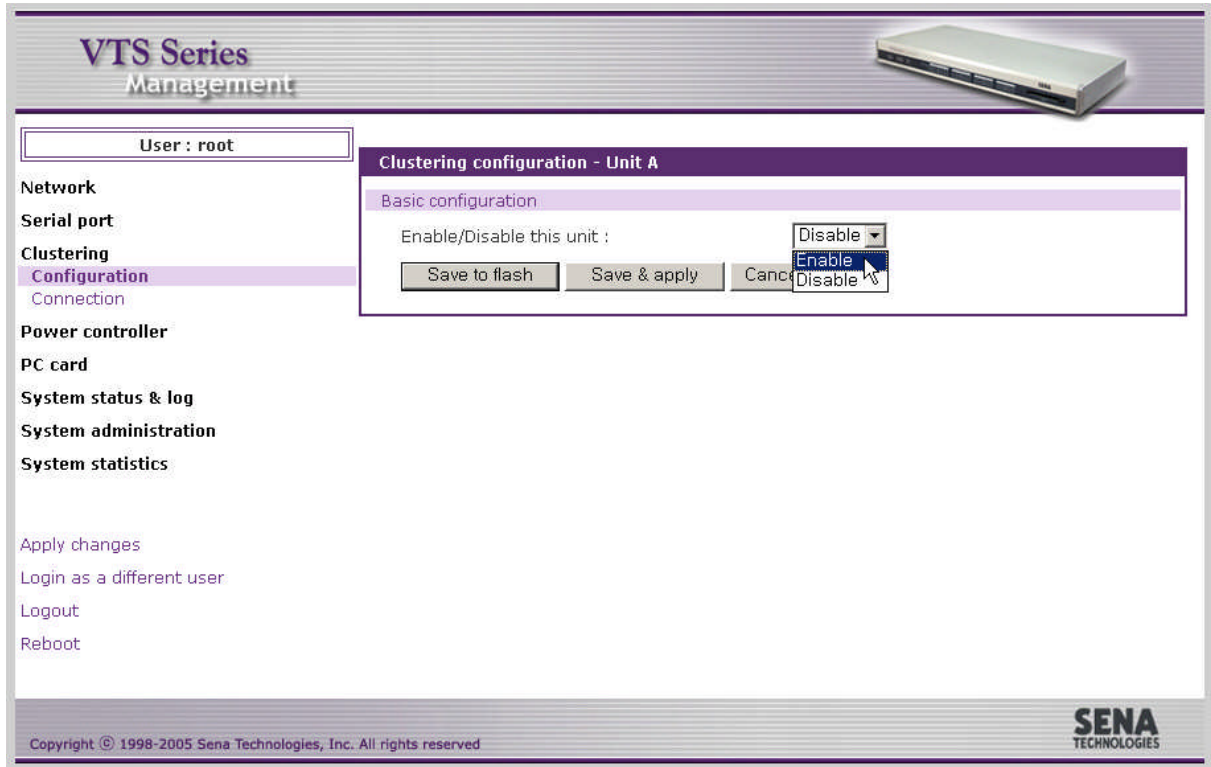 VTS Series
Management
User : root
Network
Serial port
Clustering
Configuration
Connection
Power controller
PC card
System status & log
System administration
System statistics
Apply changes
Login as a different user
Logout
Reboot
Clustering configuration - Unit A
Basic configuration
Enable/Disable this unit : Disable
Enable
Disable
Save to flash Save & apply
Copyright © 1998-2005 Sena Technologies, Inc. All rights reserved
SENA
TECHNOLOGIES